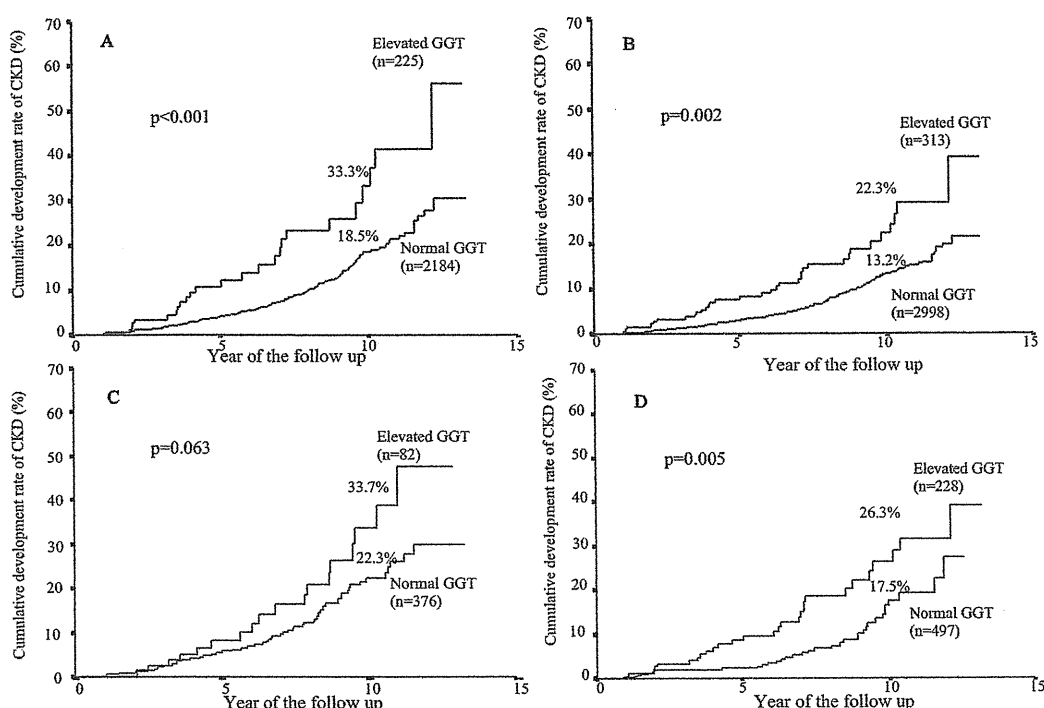 Cumulative development rate of CKD (%)
70
60
50
40
30
20
10
0
A
Elevated GGT
(n=225)
p<0.001
33.3%
18.5%
Normal GGT
(n=2184)
0
5
10
15
Year of the follow up
Cumulative development rate of CKD (%)
70
60
50
40
30
20
10
0
B
p=0.002
Elevated GGT
(n=313)
22.3%
13.2%
Normal GGT
(n=2998)
0
5
10
15
Year of the follow up
Cumulative development rate of CKD (%)
70
60
50
40
30
20
10
0
C
p=0.063
Elevated GGT
(n=82)
33.7%
22.3%
Normal GGT
(n=376)
0
5
10
15
Year of the follow up
Cumulative development rate of CKD (%)
70
60
50
40
30
20
10
0
D
p=0.005
Elevated GGT
(n=228)
26.3%
17.5%
Normal GGT
(n=497)
0
5
10
15
Year of the follow up